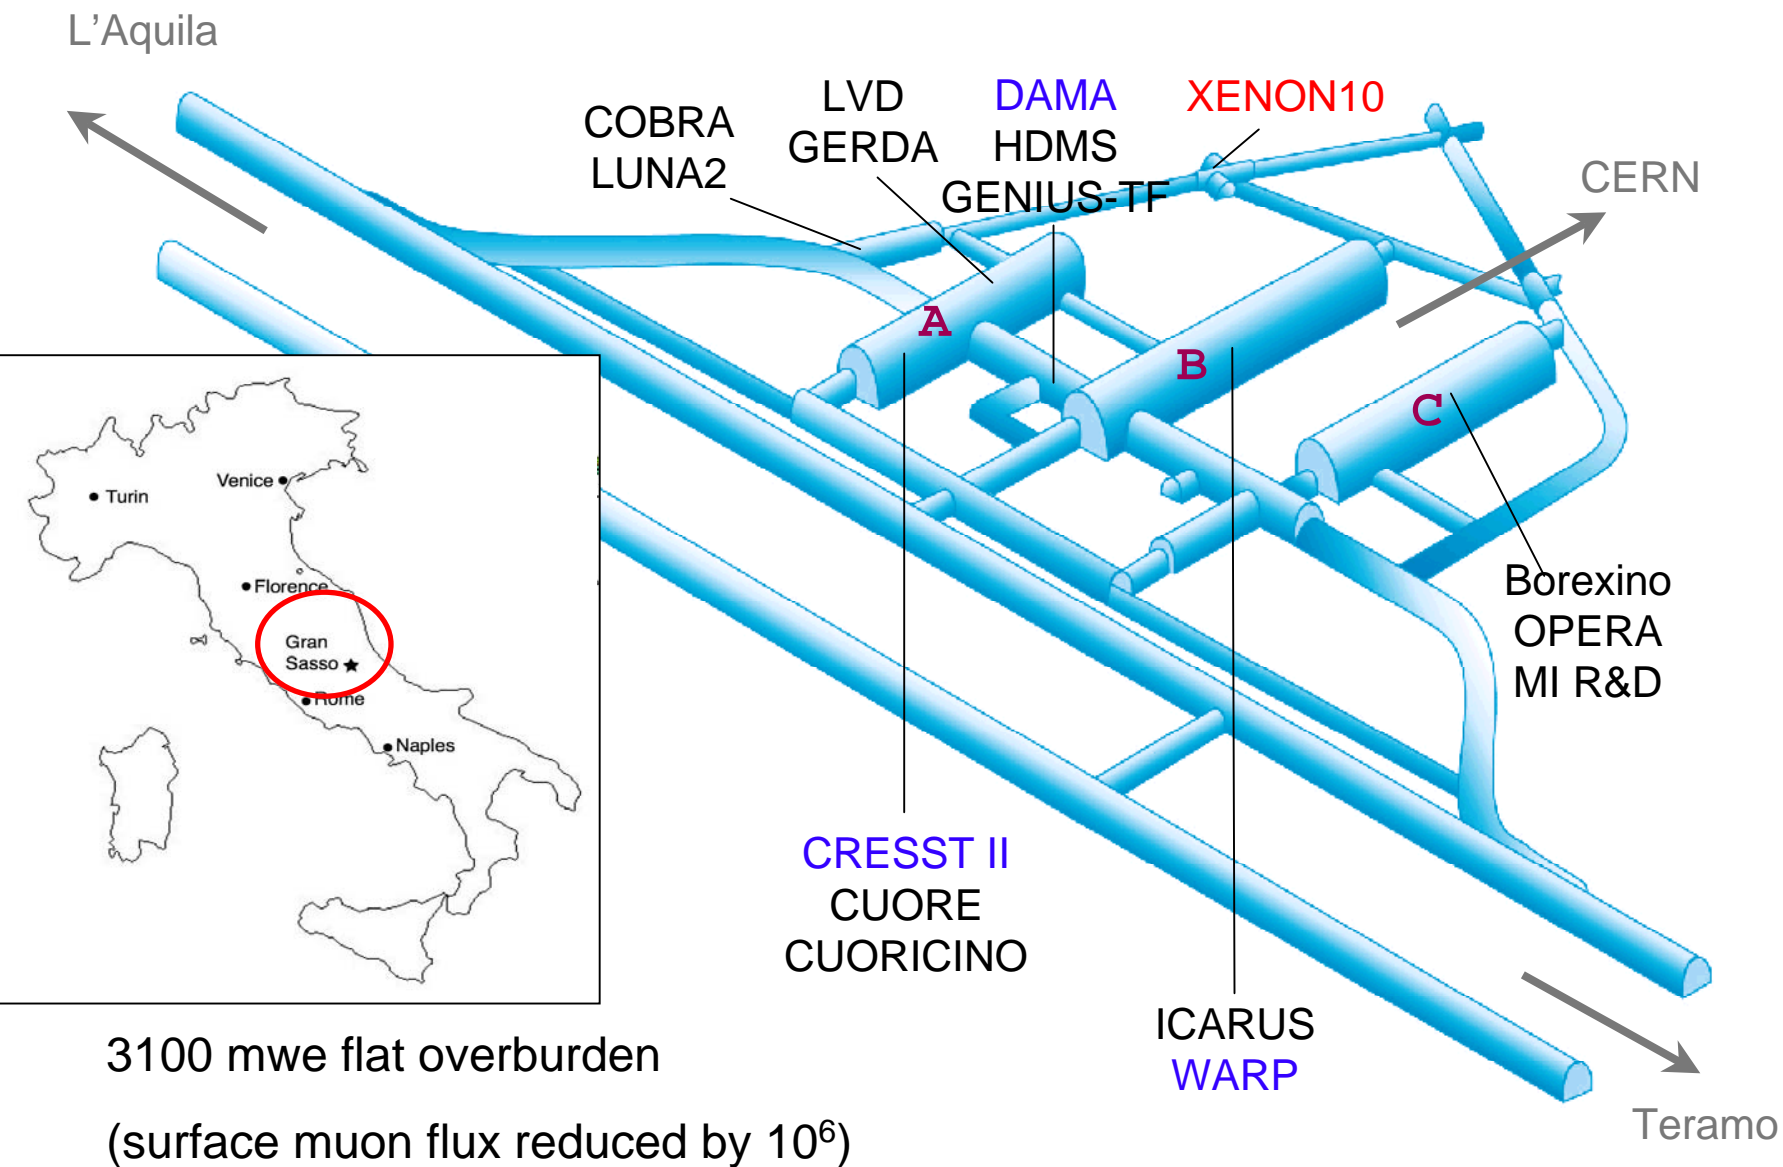 L'Aquila
COBRA
LUNA2
LVD
GERDA
DAMA
HDMS
GENIUS-TF
XENON10
CERN
A
B
C
Turin
Venice
Florence
Gran
Sasso
Rome
Naples
Borexino
OPERA
MI R&D
CRESST II
CUORE
CUORICINO
ICARUS
WARP
Teramo
3100 mwe flat overburden
(surface muon flux reduced by 10⁶)